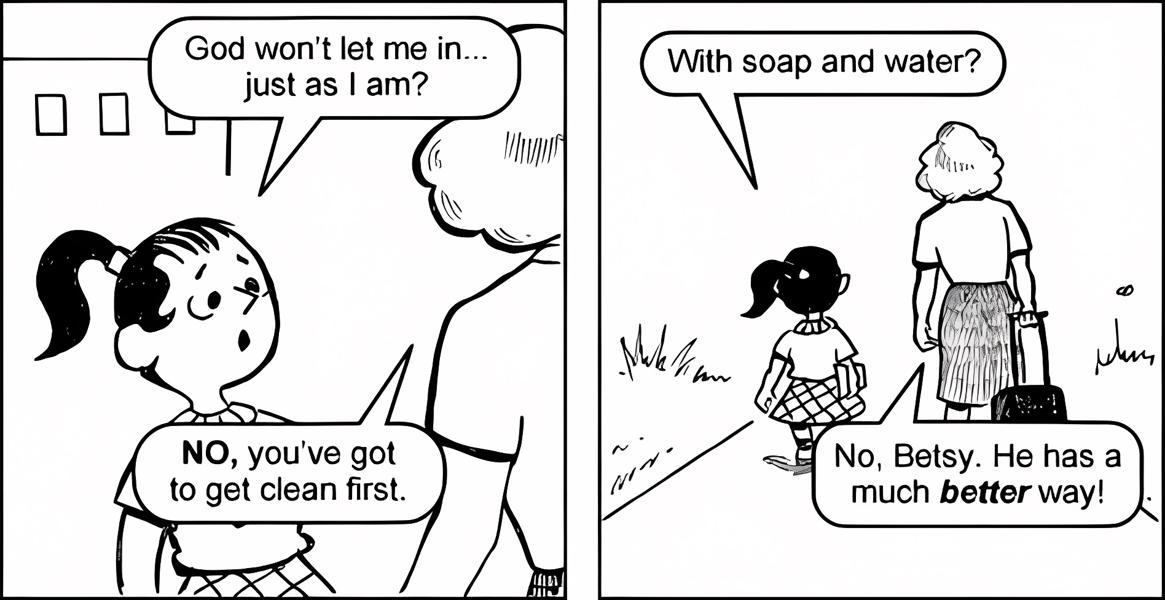 God won't let me in...
just as I am?
NO, you've got
to get clean first.
With soap and water?
No, Betsy. He has a
much better way!